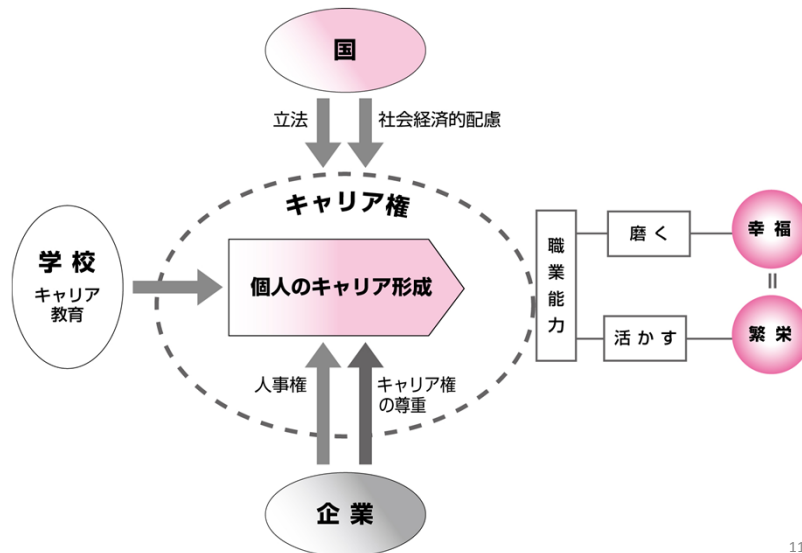 国
立法
社会経済的配慮
キャリア権
学校
キャリア
教育
個人のキャリア形成
職業能力
磨く
幸福
=
活かす
繁栄
人事権
キャリア権
の尊重
企業
11